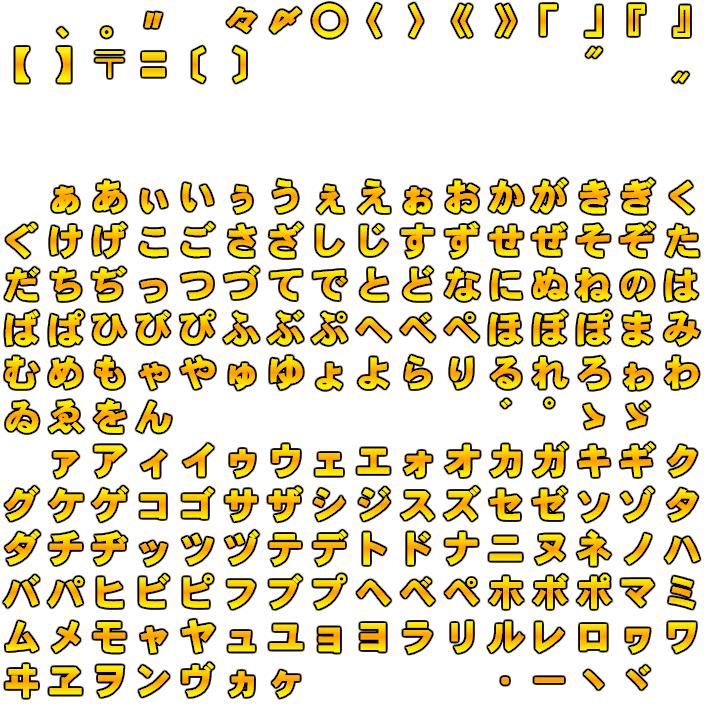 、 。 〃 々 〆 〇 〈 〉 《 》 「 」 『 』
【 】 〒 〓 〔 〕 〞 〟
ぁ あ ぃ い ぅ う ぇ え ぉ お か が き ぎ く
ぐ け げ こ ご さ ざ し じ す ず せ ぜ そ ぞ た
だ ち ぢ っ つ づ て で と ど な に ぬ ね の は
ば ぱ ひ び ぴ ふ ぶ ぷ へ べ ぺ ほ ぼ ぽ ま み
む め も ゃ や ゅ ゆ ょ よ ら り る れ ろ ゎ わ
ゐ ゑ を ん ゛ ゜ ゝ ゞ
ァ ア ィ イ ゥ ウ ェ エ ォ オ カ ガ キ ギ ク
グ ケ ゲ コ ゴ サ ザ シ ジ ス ズ セ ゼ ソ ゾ タ
ダ チ ヂ ッ ツ ヅ テ デ ト ド ナ ニ ヌ ネ ノ ハ
バ パ ヒ ビ ピ フ ブ プ ヘ ベ ペ ホ ボ ポ マ ミ
ム メ モ ャ ヤ ュ ユ ョ ヨ ラ リ ル レ ロ ヮ ワ
ヰ ヱ ヲ ン ヴ ヵ ヶ ・ ー ヽ ヾ